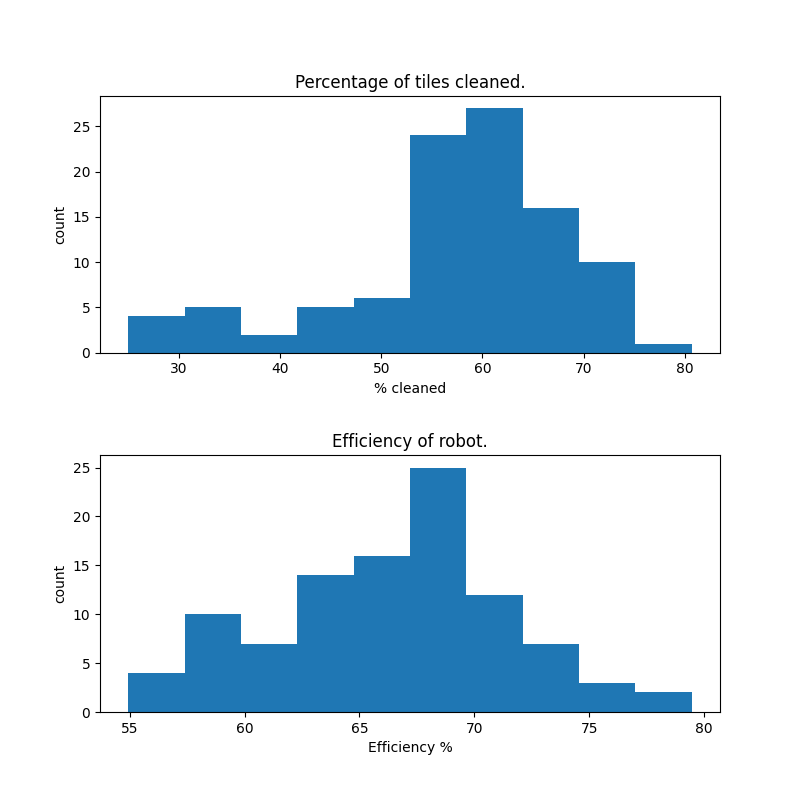 Percentage of tiles cleaned.
25
20
15
10
5
0
count
30 40 50 60 70 80
% cleaned
Efficiency of robot.
25
20
15
10
5
0
count
55 60 65 70 75 80
Efficiency %